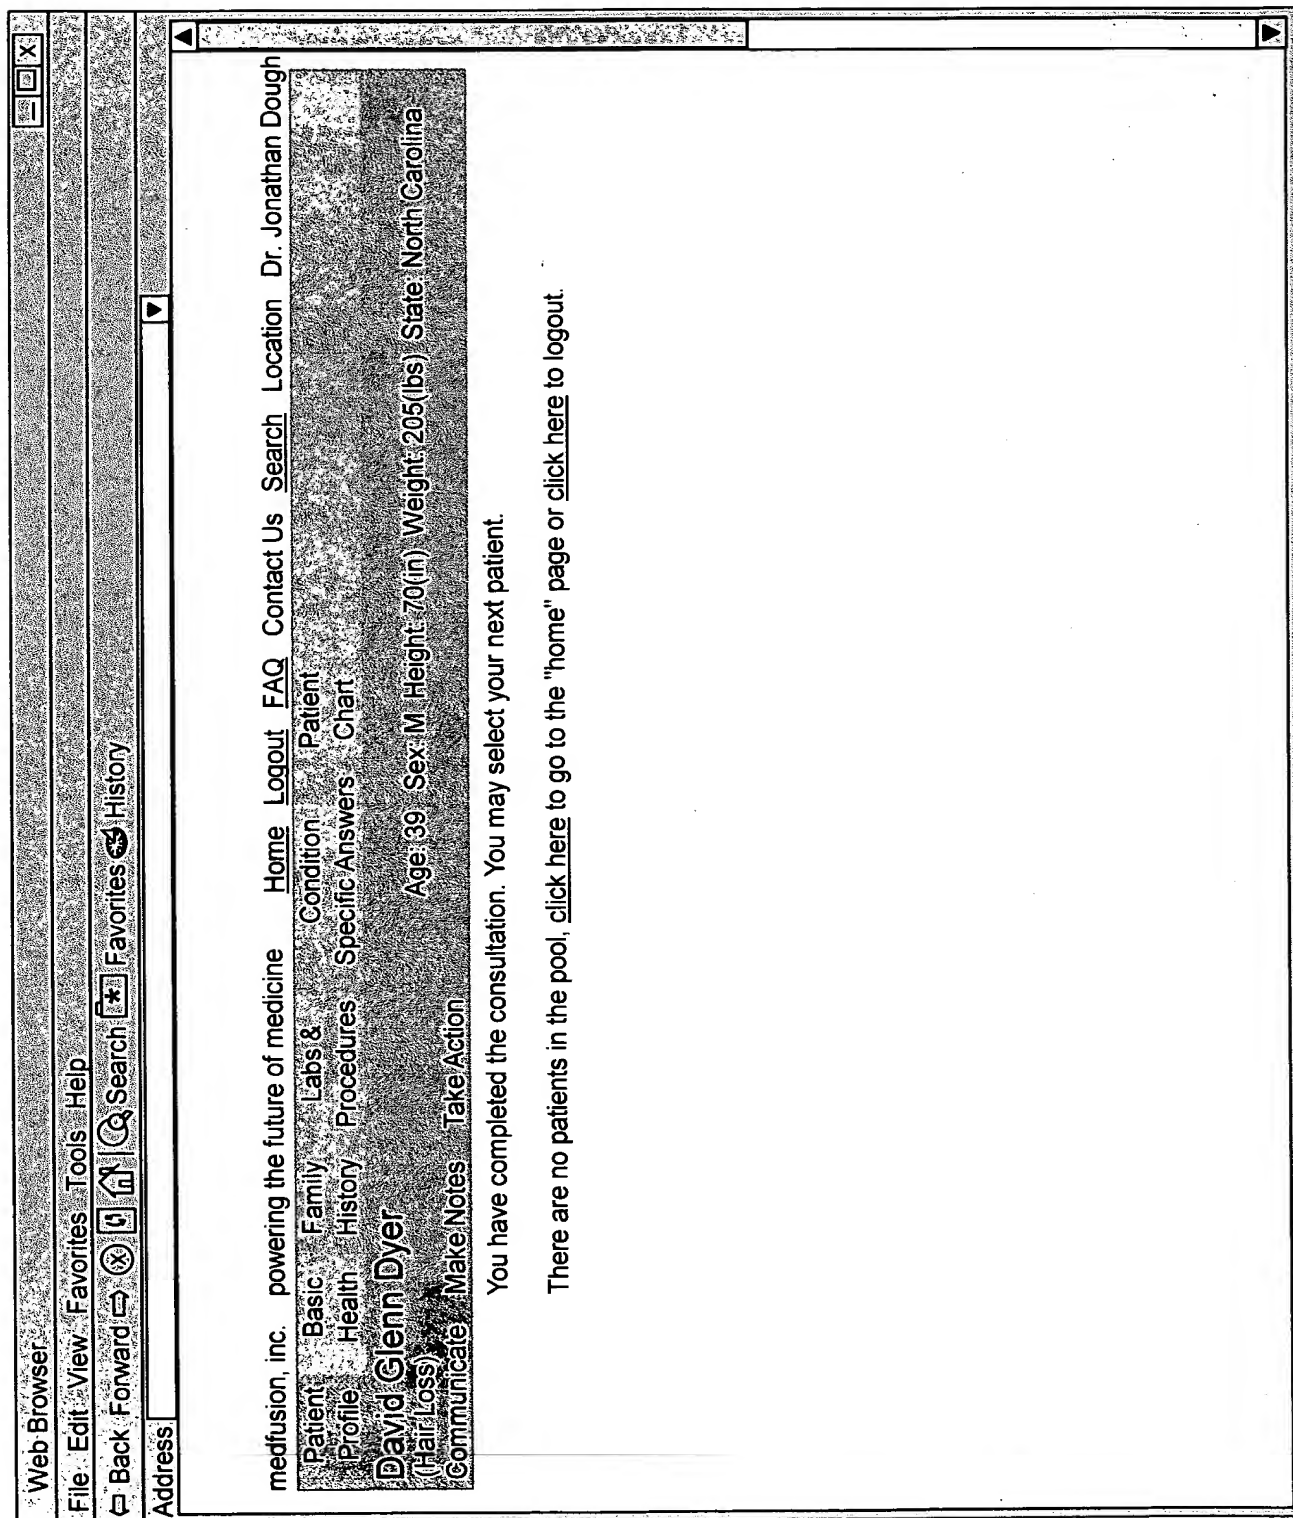 Web Browser
File Edit View Favorites Tools Help
Back Forward Search Favorites History
Address
medfusion, inc. powering the future of medicine Home Logout FAQ Contact Us Search Location Dr. Jonathan Dough
Patient Basic Family Labs & Condition Patient
Profile Health History Procedures Specific Answers Chart
David Glenn Dyer
(Hair Loss) Age: 39 Sex: M Height: 70(in) Weight: 205(lbs) State: North Carolina
Communicate Make Notes Take Action
You have completed the consultation. You may select your next patient.
There are no patients in the pool, click here to go to the "home" page or click here to logout.